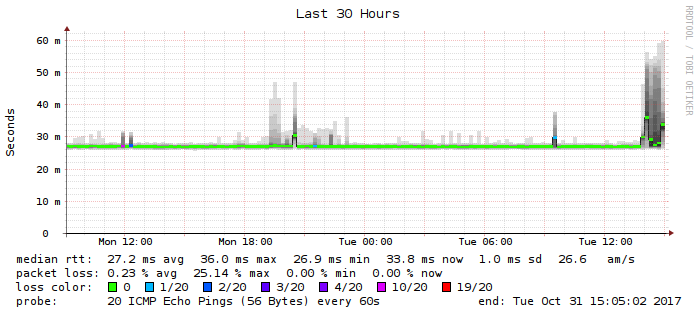 Last 30 Hours
RRDTOOL / TOBI OETIKER
Seconds
60 m
50 m
40 m
30 m
20 m
10 m
0
Mon 12:00 Mon 18:00 Tue 00:00 Tue 06:00 Tue 12:00
median rtt: 27.2 ms avg 36.0 ms max 26.9 ms min 33.8 ms now 1.0 ms sd 26.6 am/s
packet loss: 0.23 % avg 25.14 % max 0.00 % min 0.00 % now
loss color: 0 1/20 2/20 3/20 4/20 10/20 19/20
probe: 20 ICMP Echo Pings (56 Bytes) every 60s end: Tue Oct 31 15:05:02 2017